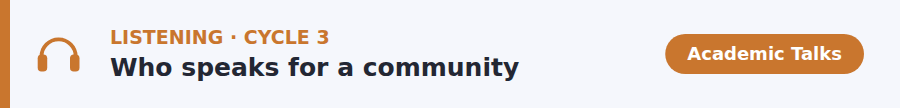 LISTENING · CYCLE 3
Who speaks for a community
Academic Talks